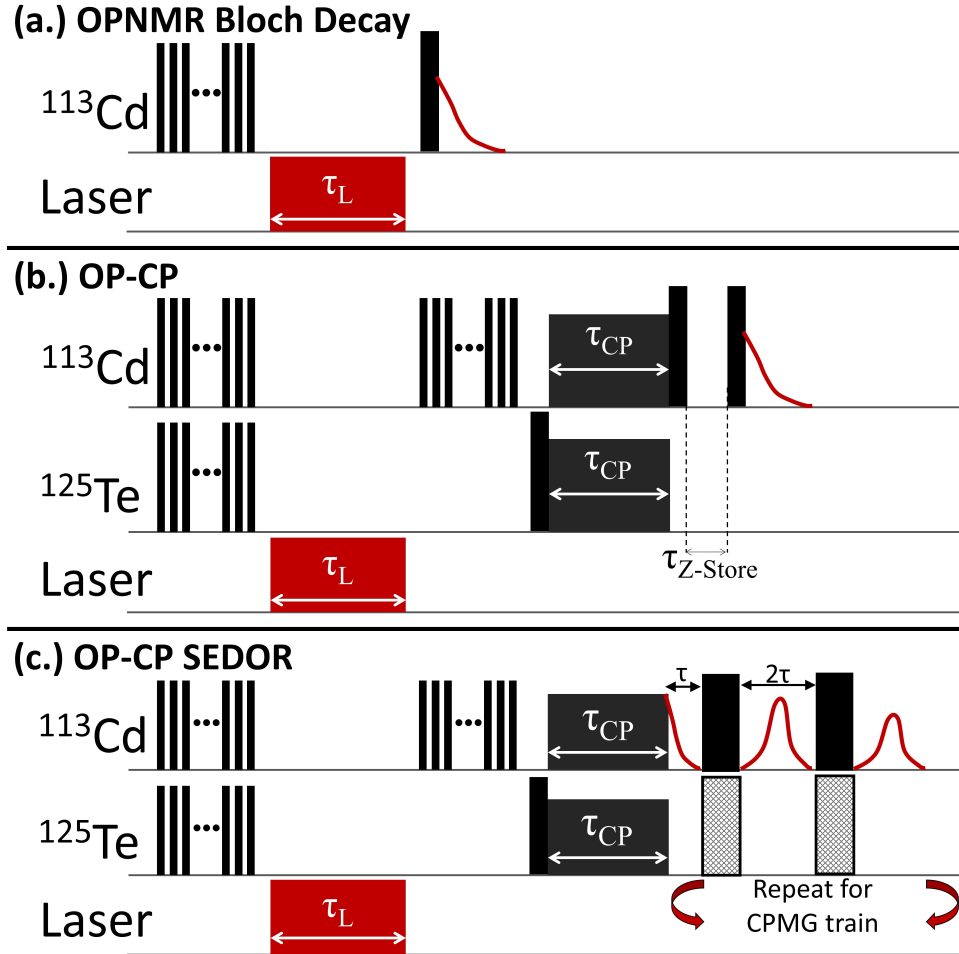 (a.) OPNMR Bloch Decay
¹¹³Cd
•••
Laser
τL
(b.) OP-CP
¹¹³Cd
•••
•••
τCP
¹²⁵Te
•••
τCP
τZ-Store
Laser
τL
(c.) OP-CP SEDOR
τ
2τ
¹¹³Cd
•••
•••
τCP
¹²⁵Te
•••
τCP
Repeat for
CPMG train
Laser
τL